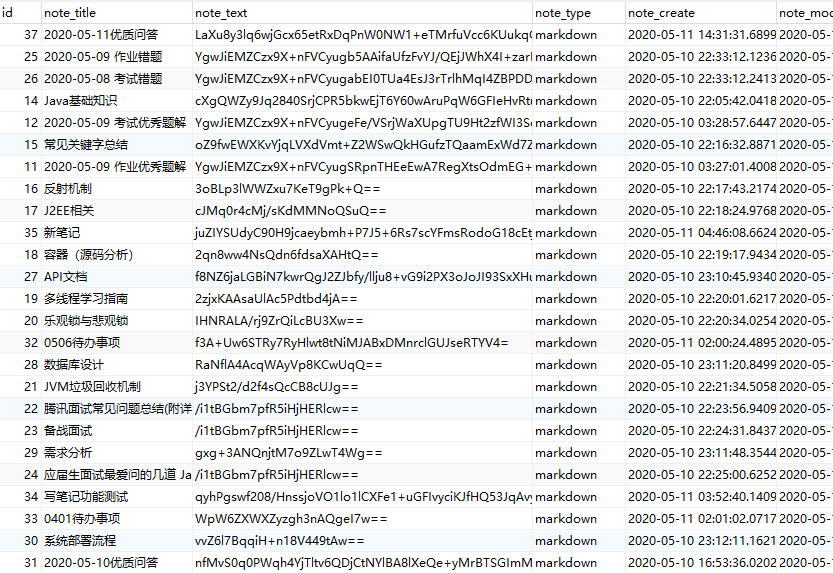 id note_title note_text note_type note_create note_mod
37 2020-05-11优质问答 LaXu8y3lq6wjGcx65etRxDqPnW0NW1+eTMrfuVcc6KUukq markdown 2020-05-11 14:31:31.6899 2020-05-
25 2020-05-09 作业错题 YgwJiEMZCzx9X+nFVCyugb5AAifaUfzFvYJ/QEjJWhX4I+zar markdown 2020-05-10 22:33:12.1236 2020-05-
26 2020-05-08 考试错题 YgwJiEMZCzx9X+nFVCyugabEI0TUa4EsJ3rTrlhMqI4ZBPDD markdown 2020-05-10 22:33:12.2413 2020-05-
14 Java基础知识 cXgQWZy9Jq2840SrjCPR5bkwEjT6Y60wAruPqW6GFIeHvRt markdown 2020-05-10 22:05:42.0418 2020-05-
12 2020-05-09 考试优秀题解 YgwJiEMZCzx9X+nFVCyugeFe/VSrjWaXUpgTU9Ht2zfWI3S markdown 2020-05-10 03:28:57.6447 2020-05-
15 常见关键字总结 oZ9fwEWXKvYjqLVXdVmt+Z2WSwQkHGufzTQaamExWd7Z markdown 2020-05-10 22:16:32.8871 2020-05-
11 2020-05-09 作业优秀题解 YgwJiEMZCzx9X+nFVCyugSRpnTHEeEwA7RegXtsOdmEG+ markdown 2020-05-10 03:27:01.4008 2020-05-
16 反射机制 3oBLp3lWWZxu7KeT9gPk+Q== markdown 2020-05-10 22:17:43.2174 2020-05-
17 J2EE相关 cJMq0r4cMj/sKdMMNoQSuQ== markdown 2020-05-10 22:18:24.9768 2020-05-
35 新笔记 juZIYSUdyC90H9jcaeybmh+P7J5+6Rs7scYFmsRodoG18cEt markdown 2020-05-11 04:46:08.6624 2020-05-
18 容器（源码分析） 2qn8ww4NsQdn6fdsaXAHtQ== markdown 2020-05-10 22:19:17.9434 2020-05-
27 API文档 f8NZ6jaLGBiN7kwrQgJ2ZJbfy/llju8+vG9i2PX3oJoJI93SxXH markdown 2020-05-10 23:10:45.9340 2020-05-
19 多线程学习指南 2zjxKAAsaUlAc5Pdtbd4jA== markdown 2020-05-10 22:20:01.6217 2020-05-
20 乐观锁与悲观锁 IHNRALA/rj9ZrQiLcBU3Xw== markdown 2020-05-10 22:20:34.0254 2020-05-
32 0506待办事项 f3A+Uw6STRy7RyHlwt8tNiMJABxDMnrclGUJseRTYV4= markdown 2020-05-11 02:00:24.4895 2020-05-
28 数据库设计 RaNflA4AcqWAyVp8KCwUqQ== markdown 2020-05-10 23:11:20.8499 2020-05-
21 JVM垃圾回收机制 j3YPSt2/d2f4sQcCB8cUJg== markdown 2020-05-10 22:21:34.5058 2020-05-
22 腾讯面试常见问题总结(附详 /i1tBGbm7pfR5iHjHERlcw== markdown 2020-05-10 22:23:56.9409 2020-05-
23 备战面试 /i1tBGbm7pfR5iHjHERlcw== markdown 2020-05-10 22:24:31.8437 2020-05-
29 需求分析 gxg+3ANQnjtM7o9ZLwT4Wg== markdown 2020-05-10 23:11:48.3544 2020-05-
24 应届生面试最爱问的几道 Ja /i1tBGbm7pfR5iHjHERlcw== markdown 2020-05-10 22:25:00.6252 2020-05-
34 写笔记功能测试 qyhPgswf208/HnssjoVO1lo1lCXFe1+uGFIvyciKJfHQ53JqAv markdown 2020-05-11 03:52:40.1409 2020-05-
33 0401待办事项 WpW6ZXWXZyzgh3nAQgeI7w== markdown 2020-05-11 02:01:02.0717 2020-05-
30 系统部署流程 vvZ6l7BqqiH+n18V449tAw== markdown 2020-05-10 23:12:11.1621 2020-05-
31 2020-05-10优质问答 nfMvS0q0PWqh4YjTltv6QDjCtNYlBA8lXeQe+yMrBTSGImM markdown 2020-05-10 16:53:36.0202 2020-05-